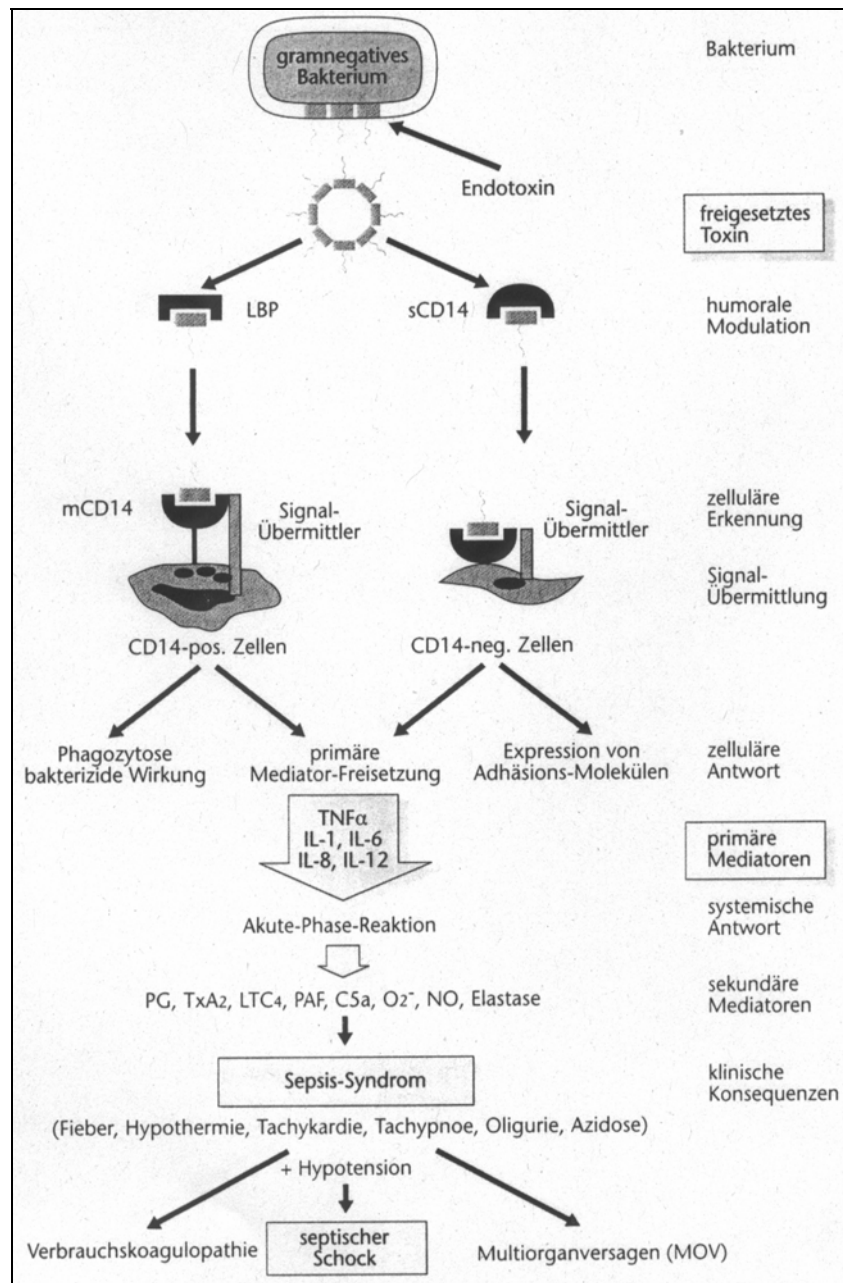 gramnegatives
Bakterium
Bakterium
Endotoxin
freigesetztes
Toxin
LBP
sCD14
humorale
Modulation
mCD14
Signal-
Übermittler
Signal-
Übermittler
zelluläre
Erkennung
Signal-
Übermittlung
CD14-pos. Zellen
CD14-neg. Zellen
Phagozytose
bakterizide Wirkung
primäre
Mediator-Freisetzung
Expression von
Adhäsions-Molekülen
zelluläre
Antwort
TNFα
IL-1, IL-6
IL-8, IL-12
primäre
Mediatoren
Akute-Phase-Reaktion
systemische
Antwort
PG, TxA2, LTC4, PAF, C5a, O2-, NO, Elastase
sekundäre
Mediatoren
Sepsis-Syndrom
klinische
Konsequenzen
(Fieber, Hypothermie, Tachykardie, Tachypnoe, Oligurie, Azidose)
+ Hypotension
Verbrauchskoagulopathie
septischer
Schock
Multiorganversagen (MOV)